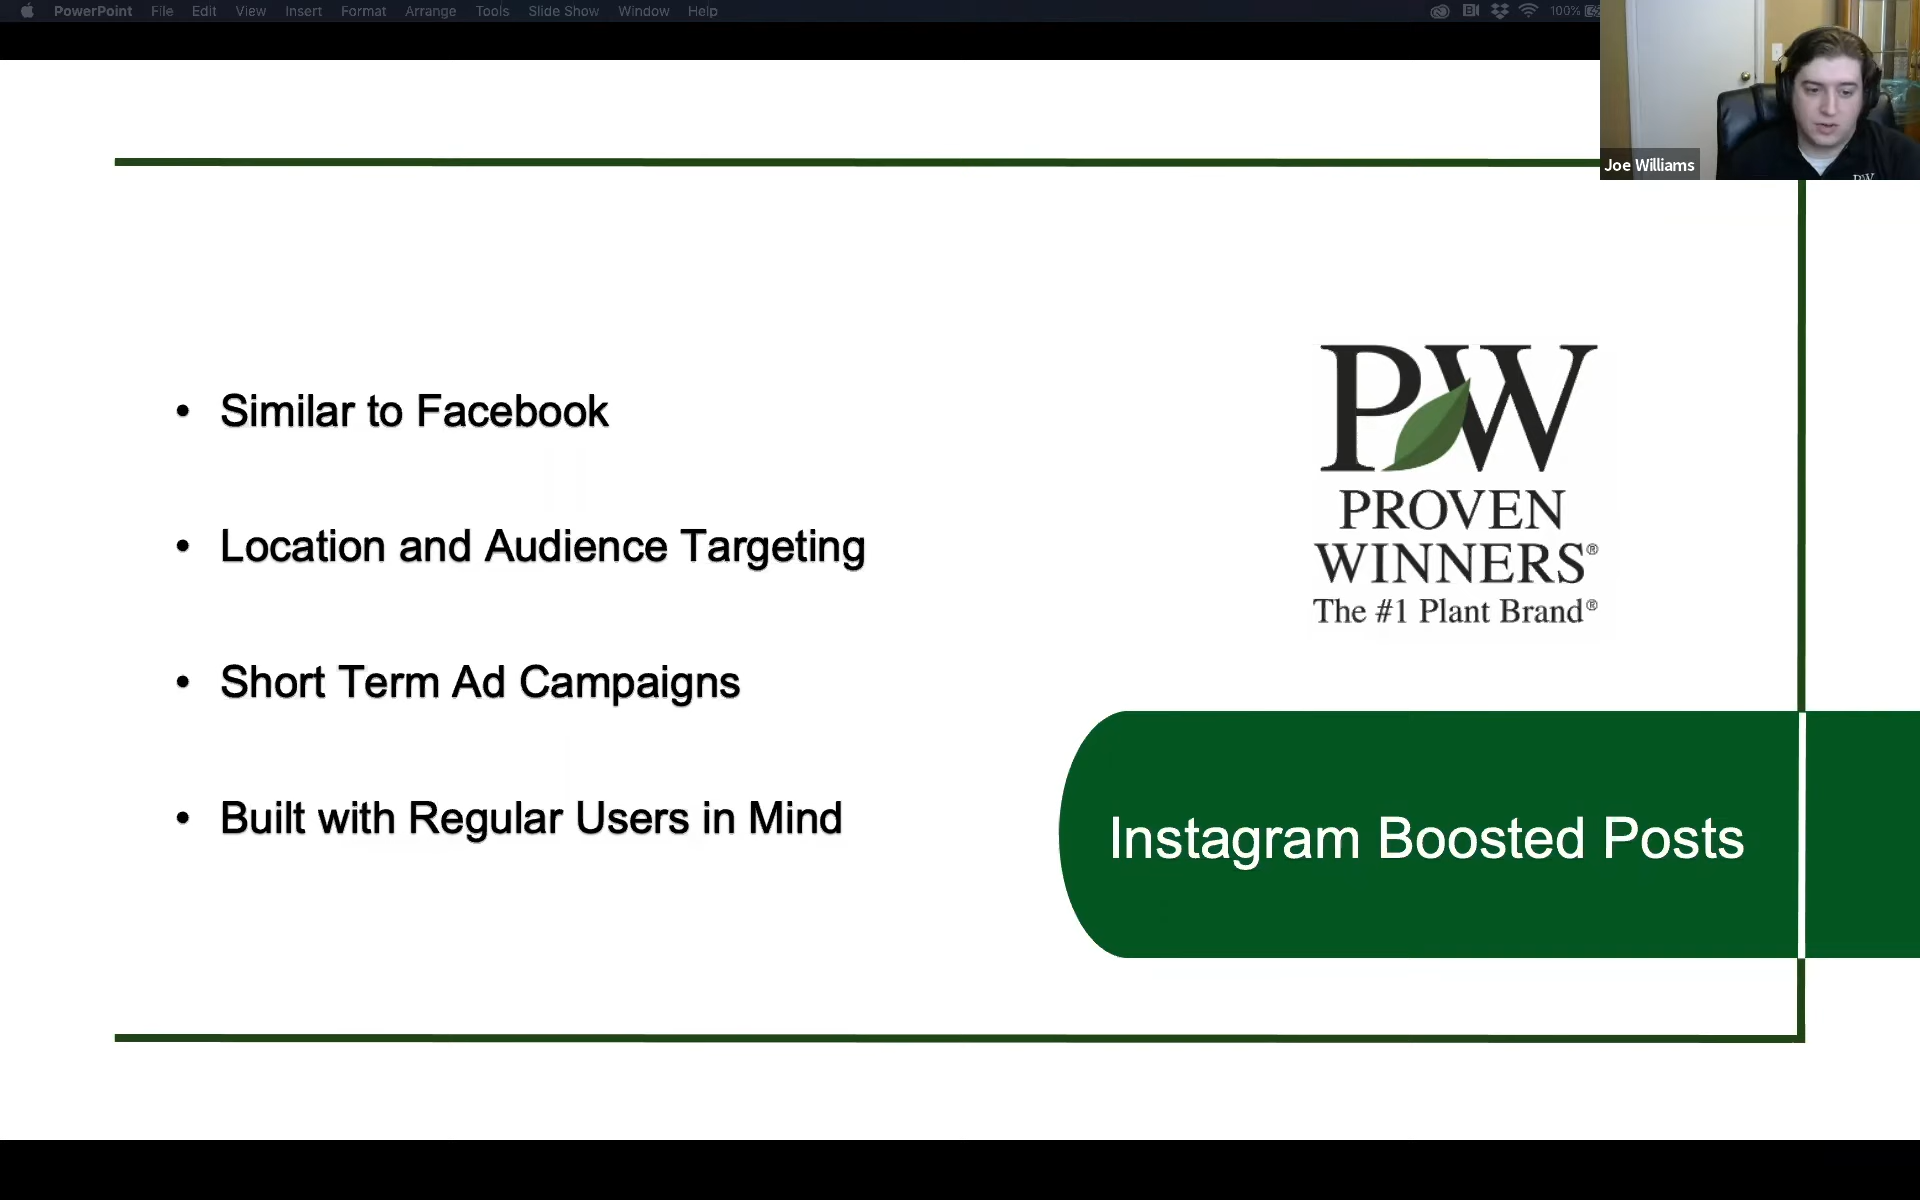 PowerPoint File Edit View Insert Format Arrange Tools Slide Show Window Help
100%
Joe Williams
PW
• Similar to Facebook
• Location and Audience Targeting
• Short Term Ad Campaigns
• Built with Regular Users in Mind
PW
PROVEN
WINNERS®
The #1 Plant Brand®
Instagram Boosted Posts